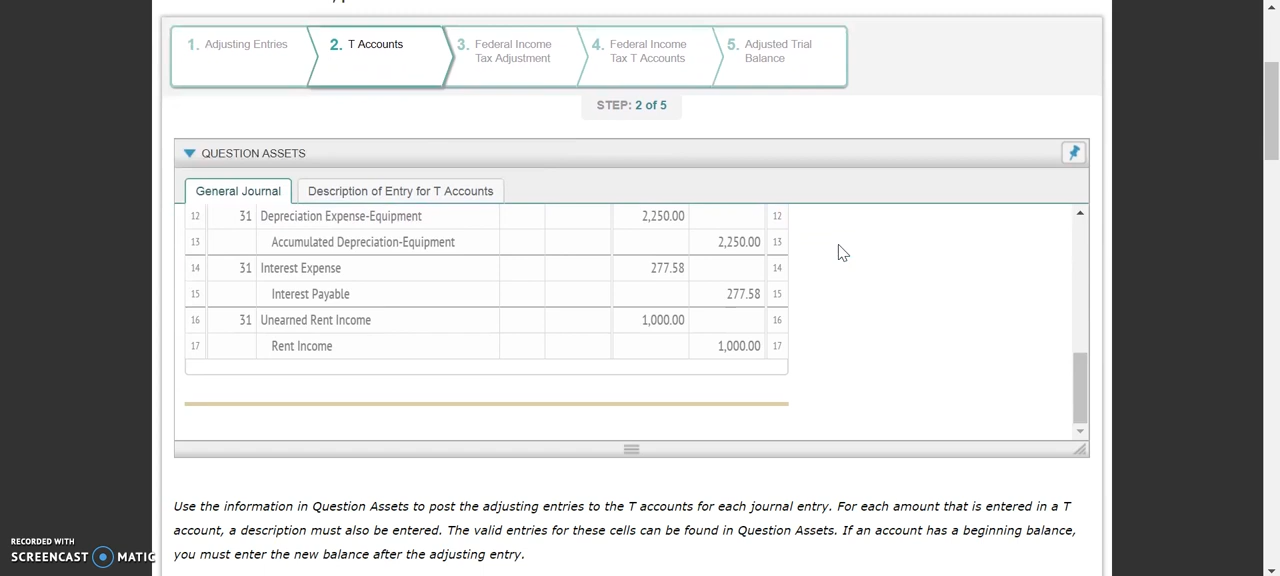 1. Adjusting Entries
2. T Accounts
3. Federal Income
Tax Adjustment
4. Federal Income
Tax T Accounts
5. Adjusted Trial
Balance
STEP: 2 of 5
QUESTION ASSETS
General Journal
Description of Entry for T Accounts
12 31 Depreciation Expense-Equipment 2,250.00 12
13 Accumulated Depreciation-Equipment 2,250.00 13
14 31 Interest Expense 277.58 14
15 Interest Payable 277.58 15
16 31 Unearned Rent Income 1,000.00 16
17 Rent Income 1,000.00 17
Use the information in Question Assets to post the adjusting entries to the T accounts for each journal entry. For each amount that is entered in a T
account, a description must also be entered. The valid entries for these cells can be found in Question Assets. If an account has a beginning balance,
you must enter the new balance after the adjusting entry.
RECORDED WITH
SCREENCAST MATIC